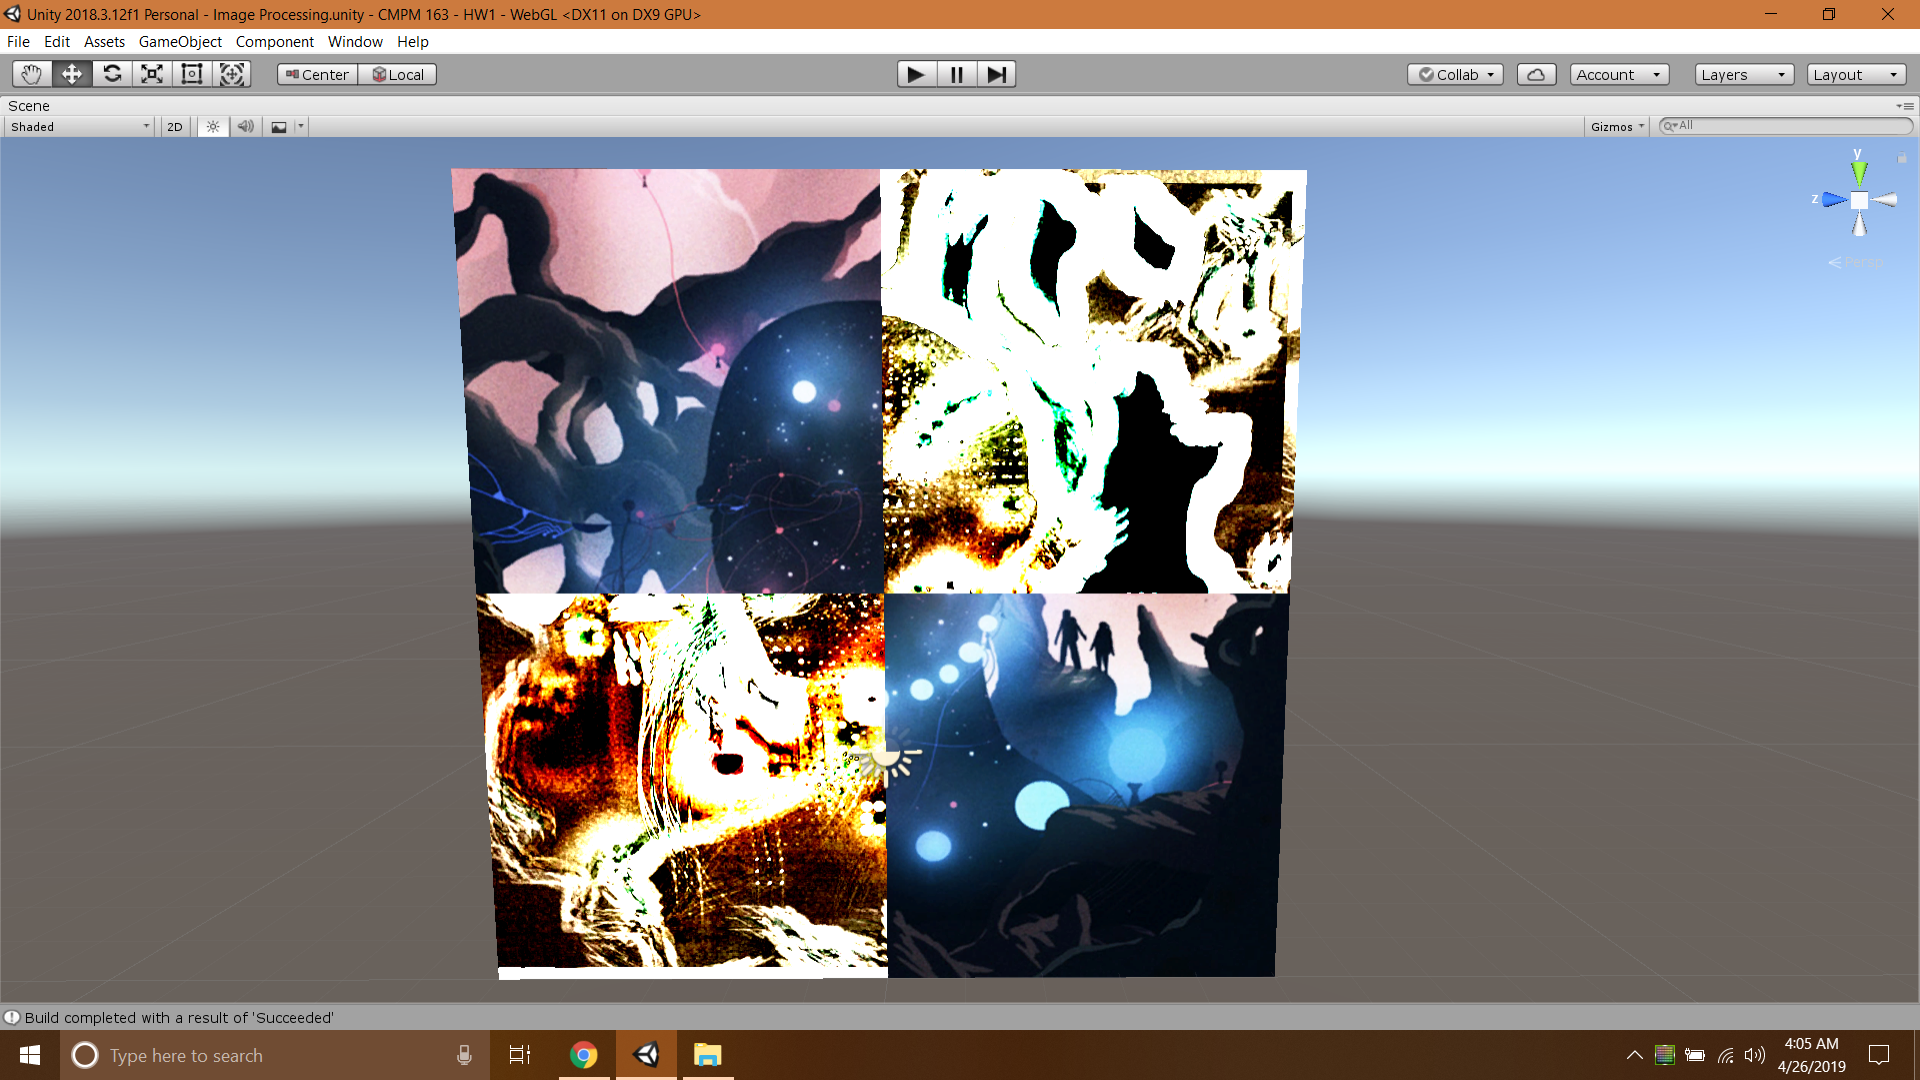 Unity 2018.3.12f1 Personal - Image Processing.unity - CMPM 163 - HW1 - WebGL <DX11 on DX9 GPU>
File Edit Assets GameObject Component Window Help
Center Local Collab Account Layers Layout
Scene
Shaded 2D Gizmos All
y
z
Persp
Build completed with a result of 'Succeeded'
Type here to search
4:05 AM
4/26/2019